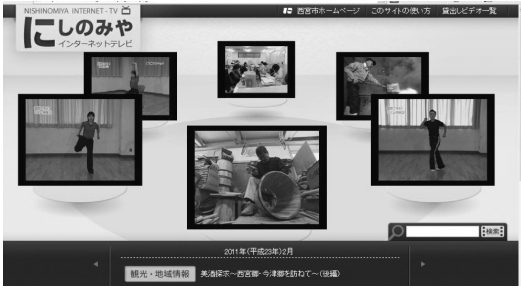 NISHINOMIYA INTERNET-TV
にしのみや
インターネットテレビ
西宮市ホームページ
このサイトの使い方
貸出しビデオ一覧
検索
2011年(平成23年)2月
観光・地域情報 美酒探求～西宮郷・今津郷を訪ねて～(後編)